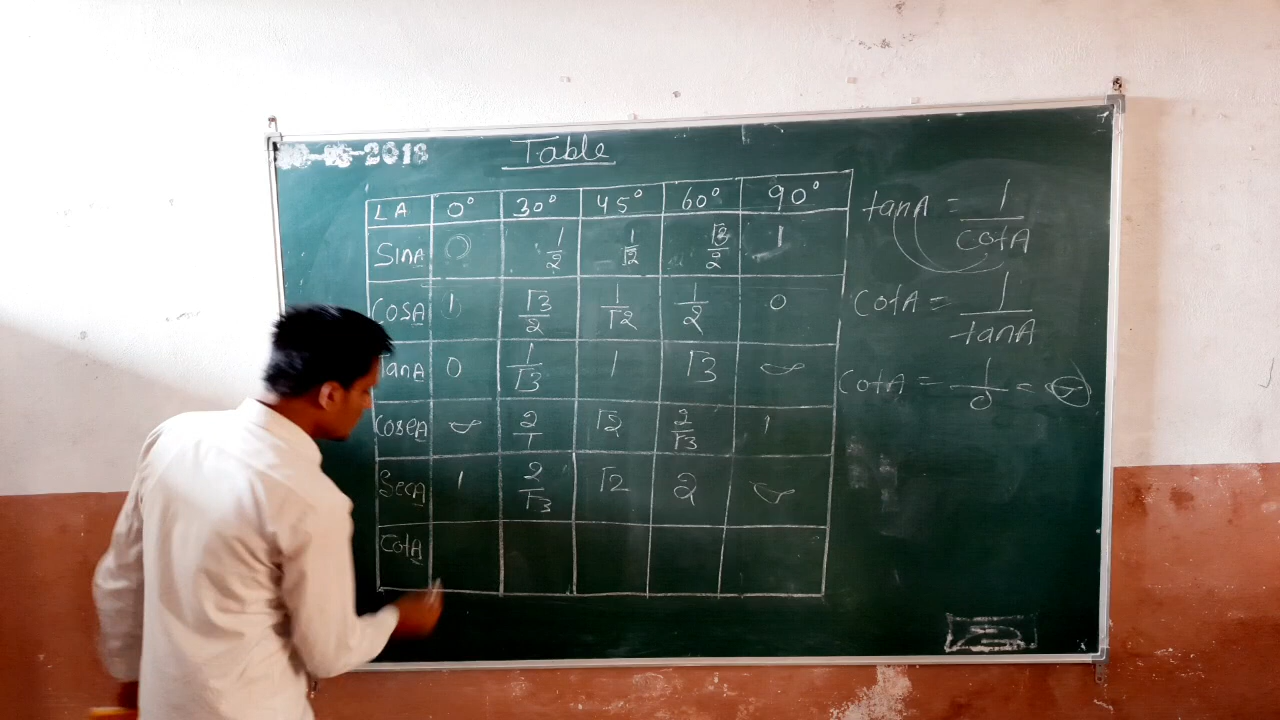 -2018
Table
LA 0° 30° 45° 60° 90°
SinA 0 1/2 1/√2 √3/2 1
CosA 1 √3/2 1/√2 1/2 0
TanA 0 1/√3 1 √3 ∞
CosecA ∞ 2/1 √2 2/√3 1
SecA 1 2/√3 √2 2 ∞
CotA
tanA = 1/cotA
CotA = 1/tanA
CotA = 1/0 = ∞